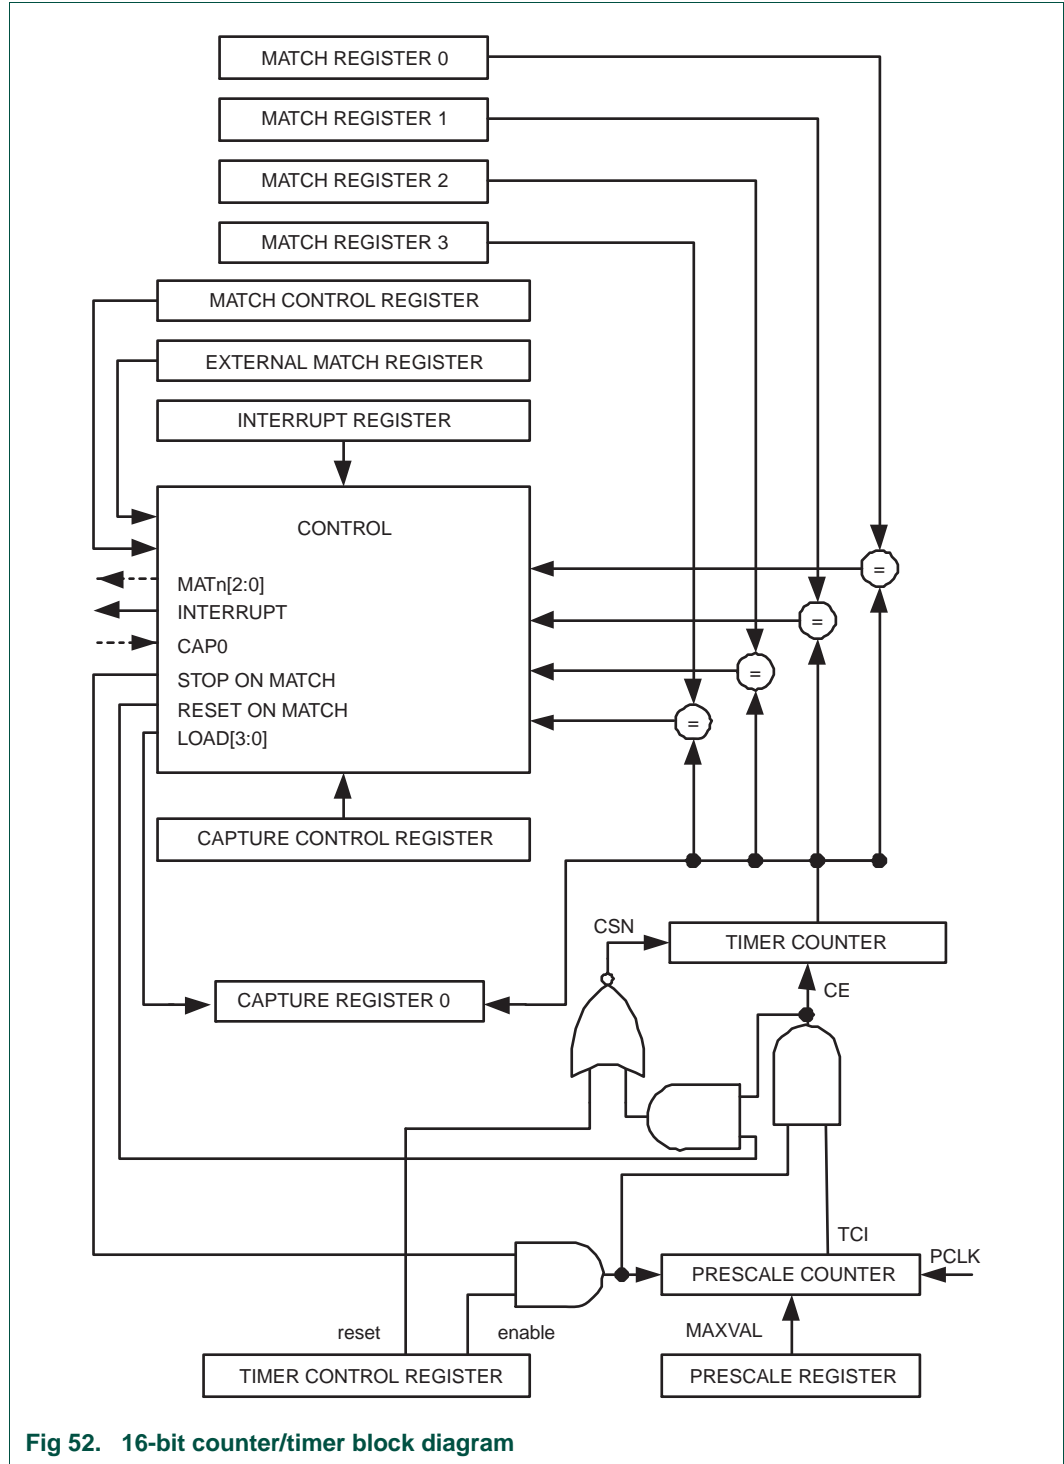 MATCH REGISTER 0
MATCH REGISTER 1
MATCH REGISTER 2
MATCH REGISTER 3
MATCH CONTROL REGISTER
EXTERNAL MATCH REGISTER
INTERRUPT REGISTER
CONTROL
=
=
=
=
MATn[2:0]
INTERRUPT
CAP0
STOP ON MATCH
RESET ON MATCH
LOAD[3:0]
CAPTURE CONTROL REGISTER
CSN
TIMER COUNTER
CE
CAPTURE REGISTER 0
TCI
PCLK
PRESCALE COUNTER
reset
enable
MAXVAL
TIMER CONTROL REGISTER
PRESCALE REGISTER
Fig 52. 16-bit counter/timer block diagram